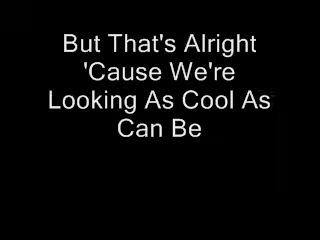 But That's Alright
'Cause We're
Looking As Cool As
Can Be